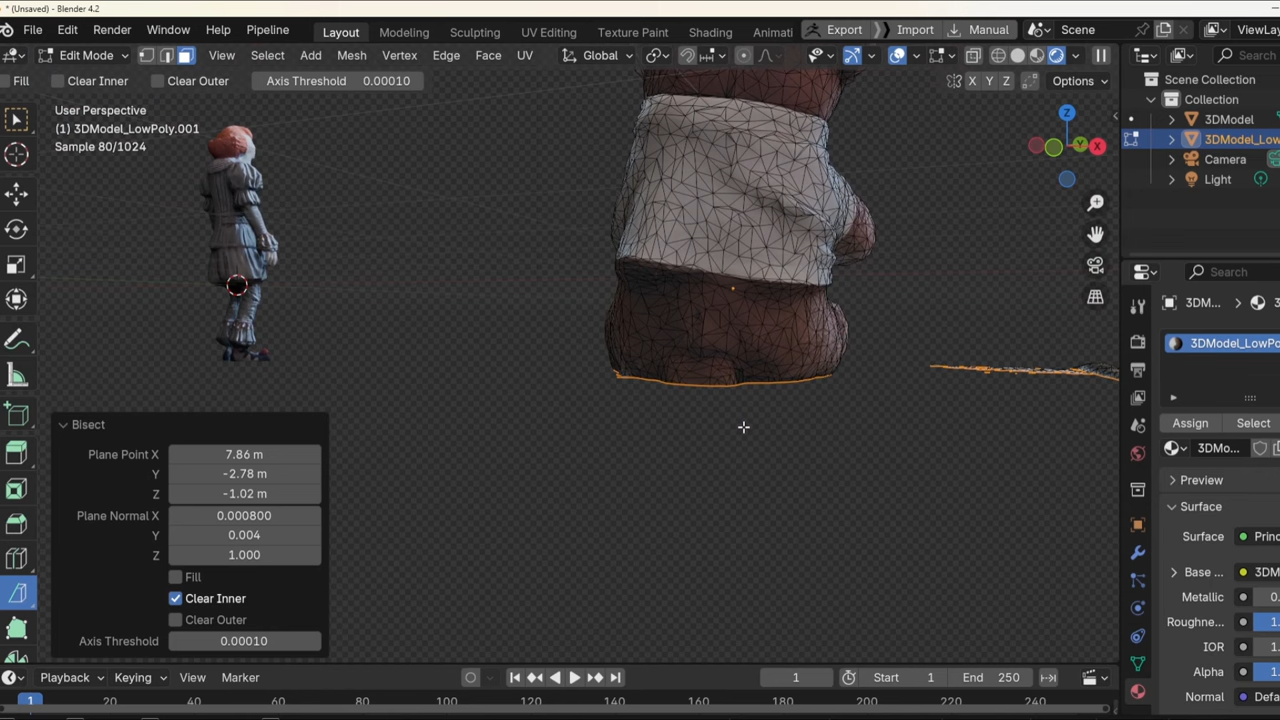 * (Unsaved) - Blender 4.2
File Edit Render Window Help Pipeline Layout Modeling Sculpting UV Editing Texture Paint Shading Animati Export Import Manual Scene ViewLay
Edit Mode View Select Add Mesh Vertex Edge Face UV Global Search
Fill Clear Inner Clear Outer Axis Threshold 0.00010 X Y Z Options
Scene Collection
Collection
3DModel
3DModel_Low
Camera
Light
User Perspective
(1) 3DModel_LowPoly.001
Sample 80/1024
Z
Y X
Search
3DM... 3
3DModel_LowPo
Assign Select
3DMo...
Preview
Surface
Surface Princ
Base ... 3DM
Metallic 0.
Roughne... 1.
IOR 1.
Alpha 1.
Normal Defa
Bisect
Plane Point X 7.86 m
Y -2.78 m
Z -1.02 m
Plane Normal X 0.000800
Y 0.004
Z 1.000
Fill
Clear Inner
Clear Outer
Axis Threshold 0.00010
Playback Keying View Marker 1 Start 1 End 250
1 20 40 60 80 100 120 140 160 180 200 220 240